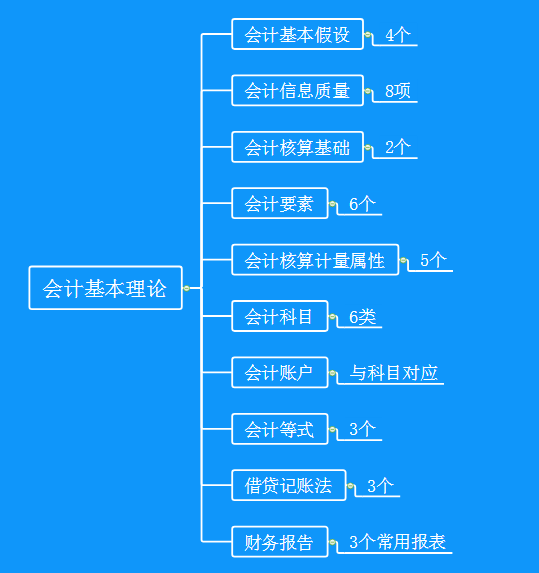 会计基本理论
会计基本假设 4个
会计信息质量 8项
会计核算基础 2个
会计要素 6个
会计核算计量属性 5个
会计科目 6类
会计账户 与科目对应
会计等式 3个
借贷记账法 3个
财务报告 3个常用报表